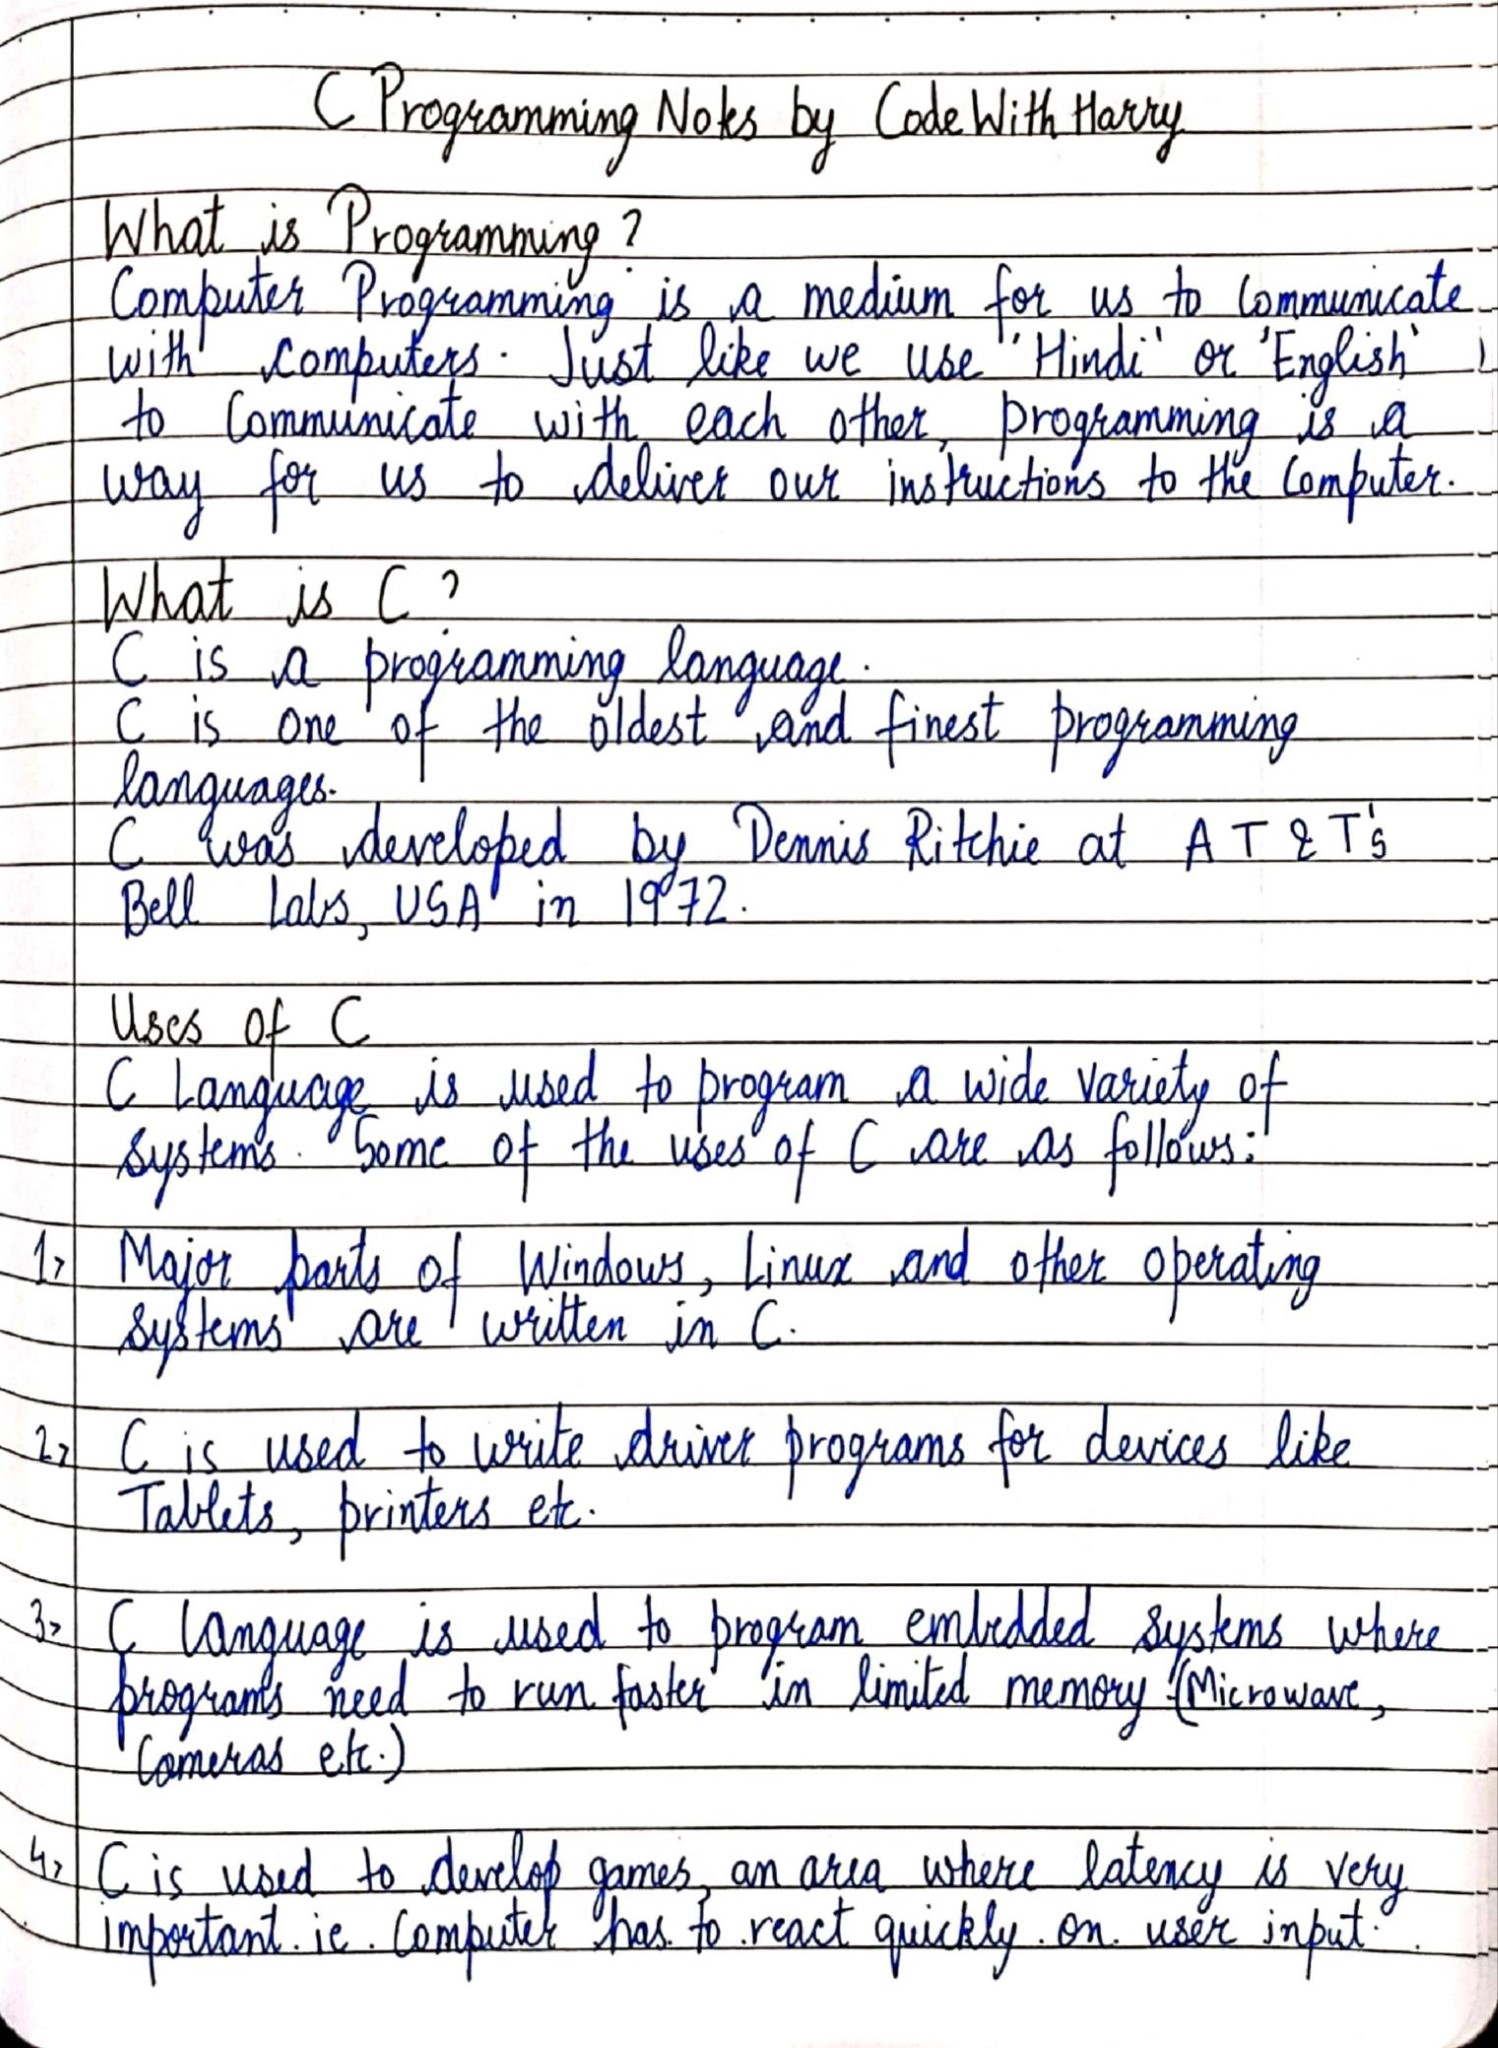 C Programming Notes by CodeWithHarry
What is Programming?
Computer Programming is a medium for us to Communicate
with computers. Just like we use 'Hindi' or 'English'
to Communicate with each other, programming is a
way for us to deliver our instructions to the Computer.
What is C?
C is a programming language.
C is one of the oldest and finest programming
languages.
C was developed by Dennis Ritchie at AT&T's
Bell Labs, USA in 1972.
Uses of C
C Language is used to program a wide variety of
systems. Some of the uses of C are as follows:
1> Major parts of Windows, Linux and other operating
systems are written in C.
2> C is used to write driver programs for devices like
Tablets, printers etc.
3> C language is used to program embedded systems where
programs need to run faster in limited memory (Microwave,
Cameras etc.)
4> C is used to develop games, an area where latency is very
important. ie. Computer has to react quickly on user input.